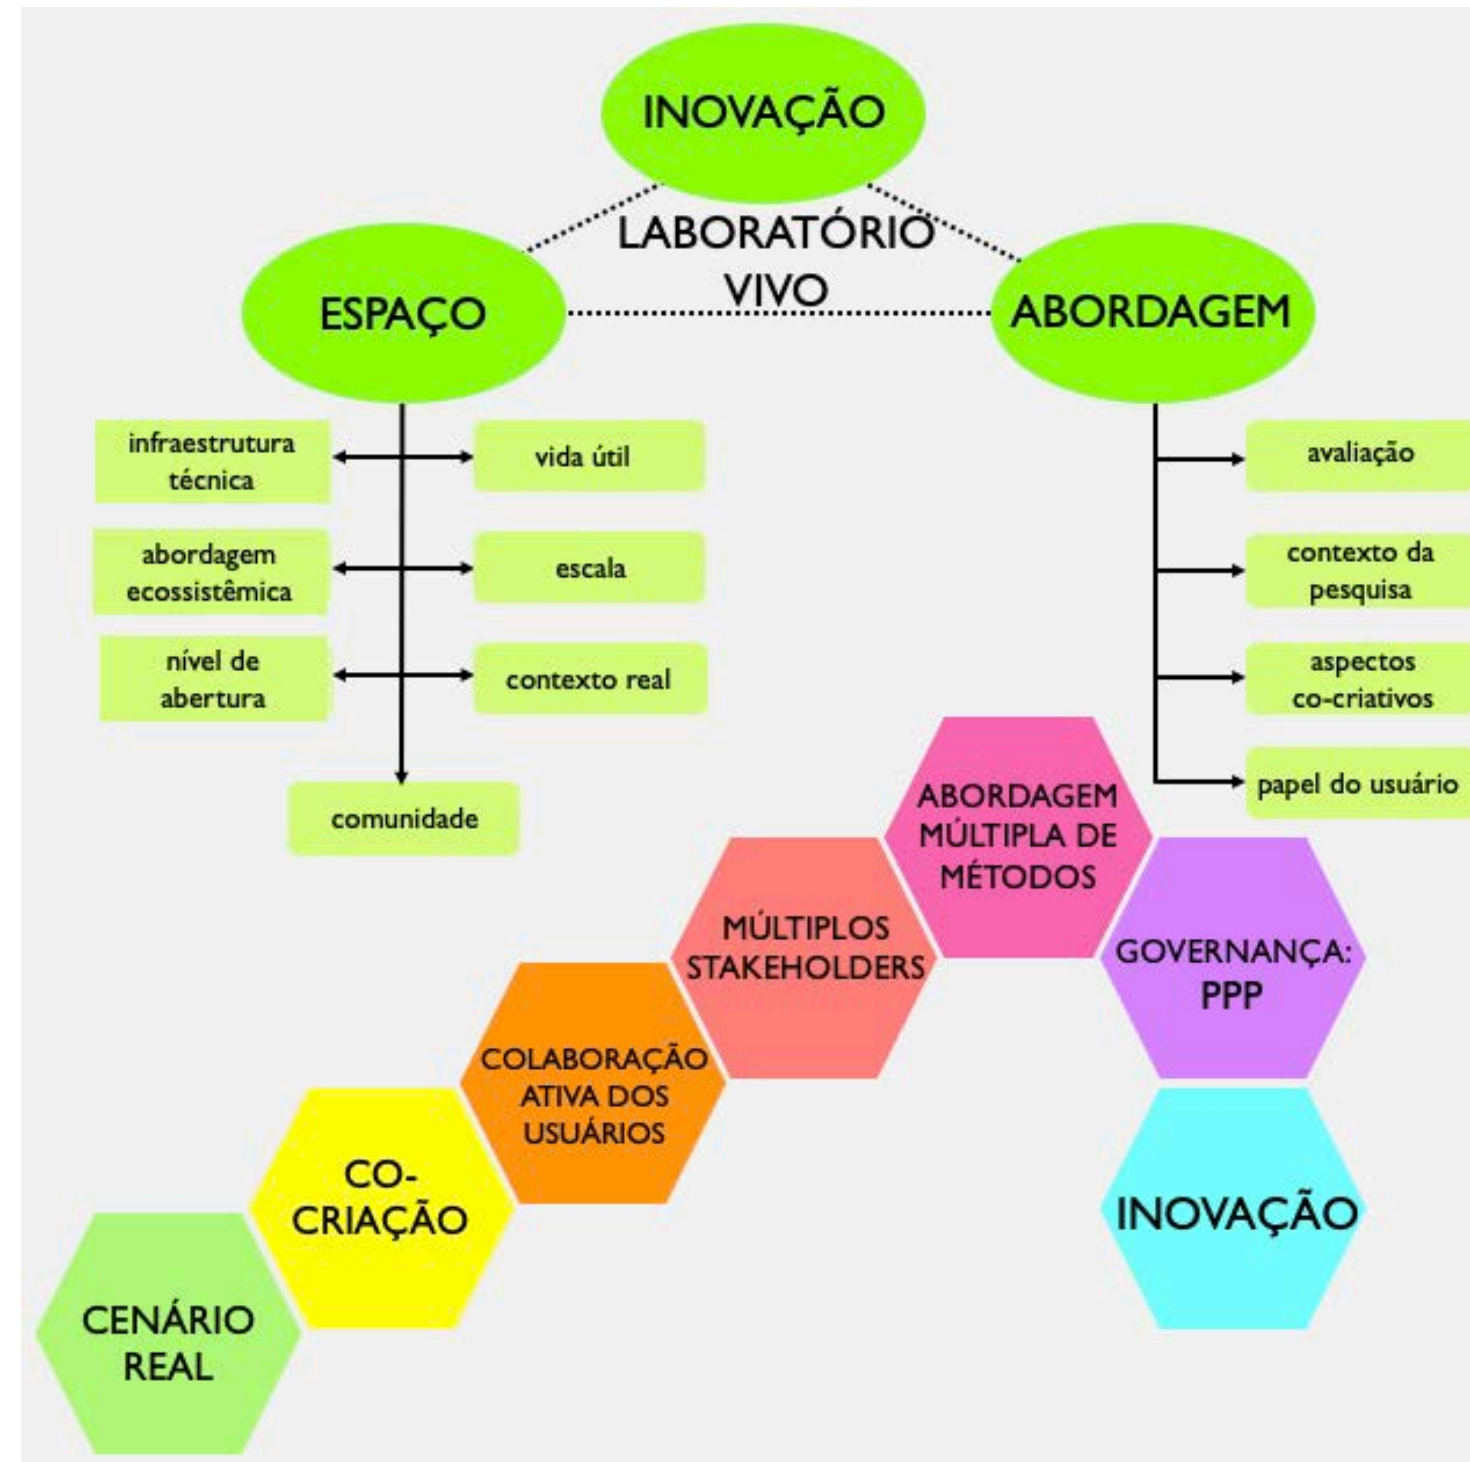 INOVAÇÃO
LABORATÓRIO
VIVO
ESPAÇO
ABORDAGEM
infraestrutura
técnica
vida útil
abordagem
ecossistêmica
escala
nível de
abertura
contexto real
comunidade
avaliação
contexto da
pesquisa
aspectos
co-criativos
papel do usuário
ABORDAGEM
MÚLTIPLA DE
MÉTODOS
MÚLTIPLOS
STAKEHOLDERS
GOVERNANÇA:
PPP
COLABORAÇÃO
ATIVA DOS
USUÁRIOS
CO-
CRIAÇÃO
INOVAÇÃO
CENÁRIO
REAL